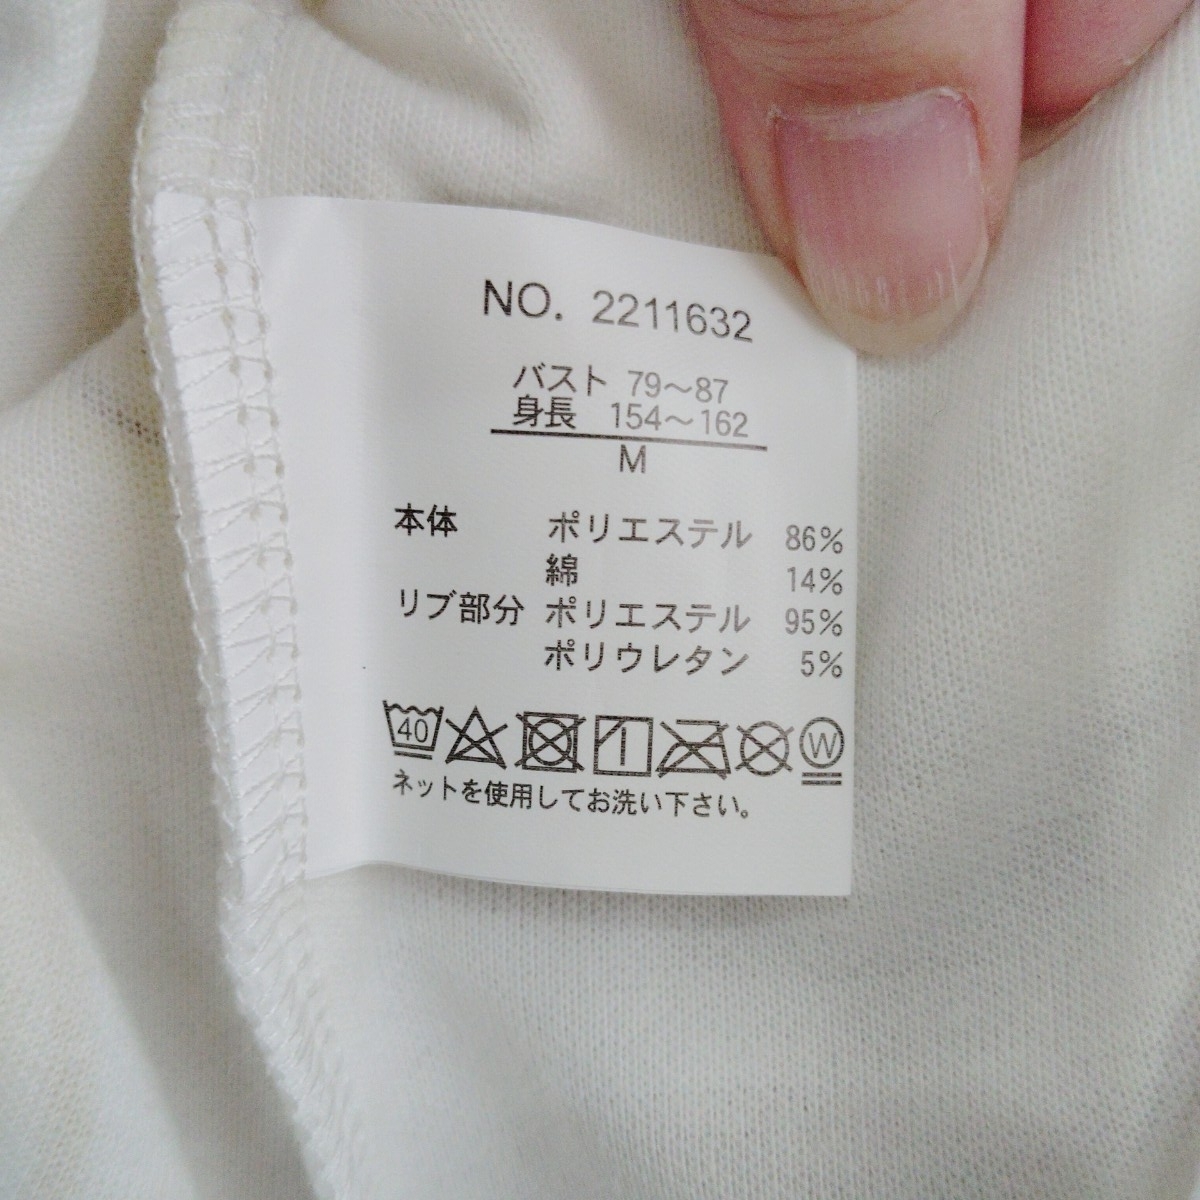 NO. 2211632
バスト 79～87
身長 154～162
M
本体 ポリエステル 86%
綿 14%
リブ部分 ポリエステル 95%
ポリウレタン 5%
40 W
ネットを使用してお洗い下さい。